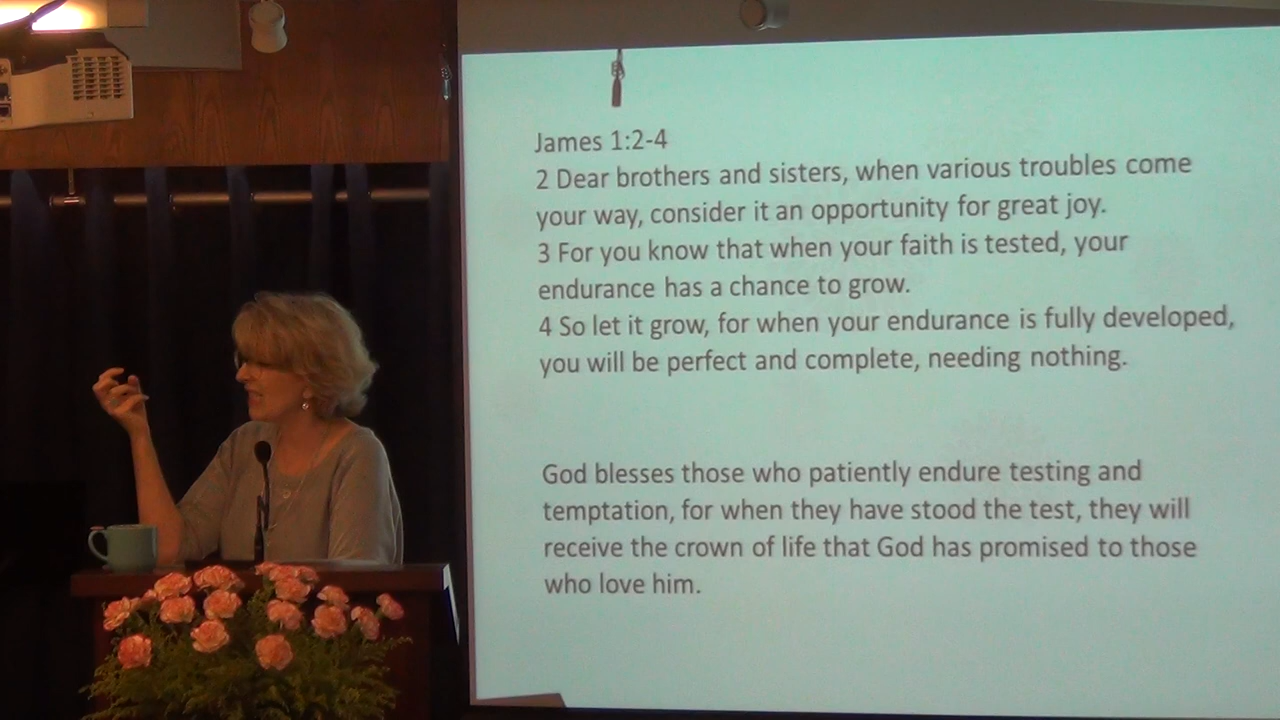 James 1:2-4
2 Dear brothers and sisters, when various troubles come
your way, consider it an opportunity for great joy.
3 For you know that when your faith is tested, your
endurance has a chance to grow.
4 So let it grow, for when your endurance is fully developed,
you will be perfect and complete, needing nothing.
God blesses those who patiently endure testing and
temptation, for when they have stood the test, they will
receive the crown of life that God has promised to those
who love him.